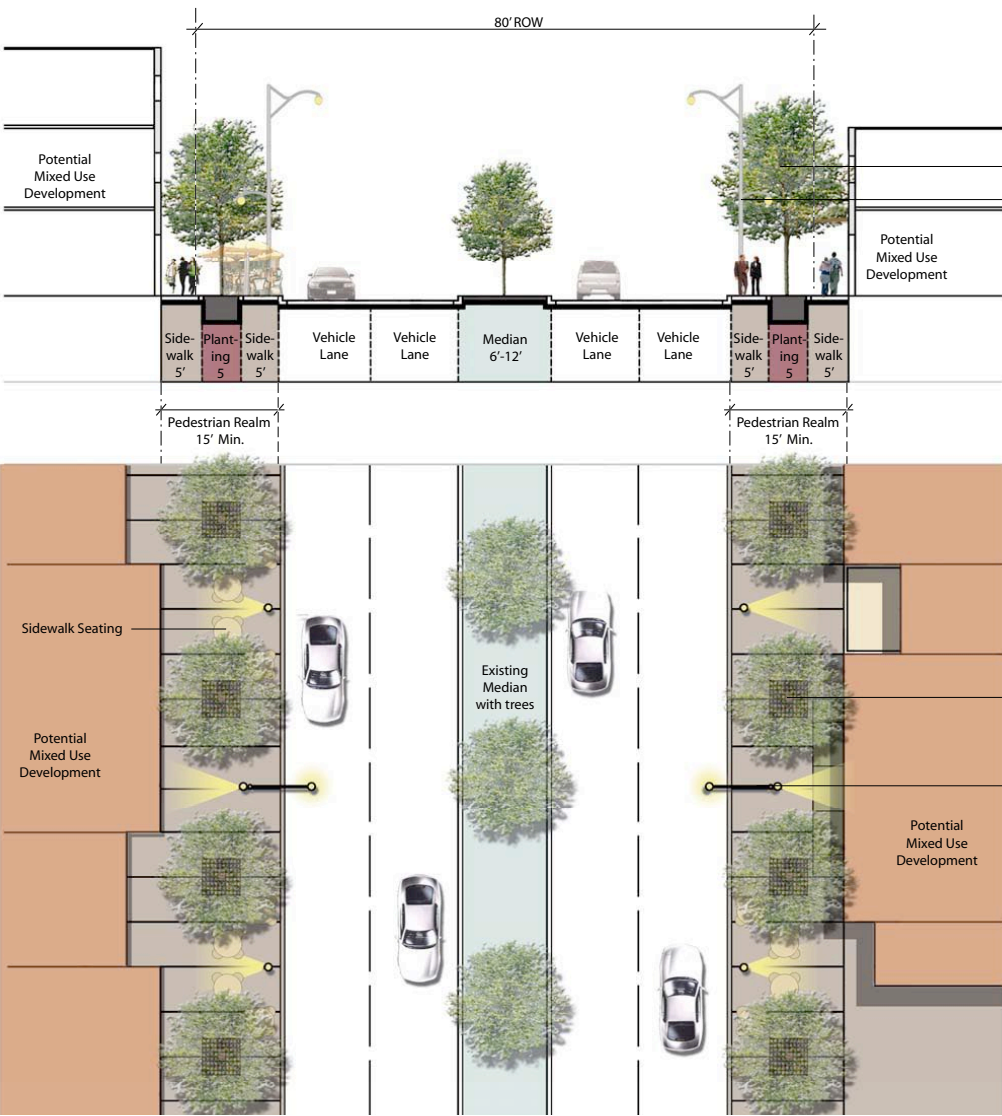 80' ROW
Potential
Mixed Use
Development
Potential
Mixed Use
Development
Side-
walk
5'
Plant-
ing
5
Side-
walk
5'
Vehicle
Lane
Vehicle
Lane
Median
6'-12'
Vehicle
Lane
Vehicle
Lane
Side-
walk
5'
Plant-
ing
5
Side-
walk
5'
Pedestrian Realm
15' Min.
Pedestrian Realm
15' Min.
Sidewalk Seating
Existing
Median
with trees
Potential
Mixed Use
Development
Potential
Mixed Use
Development